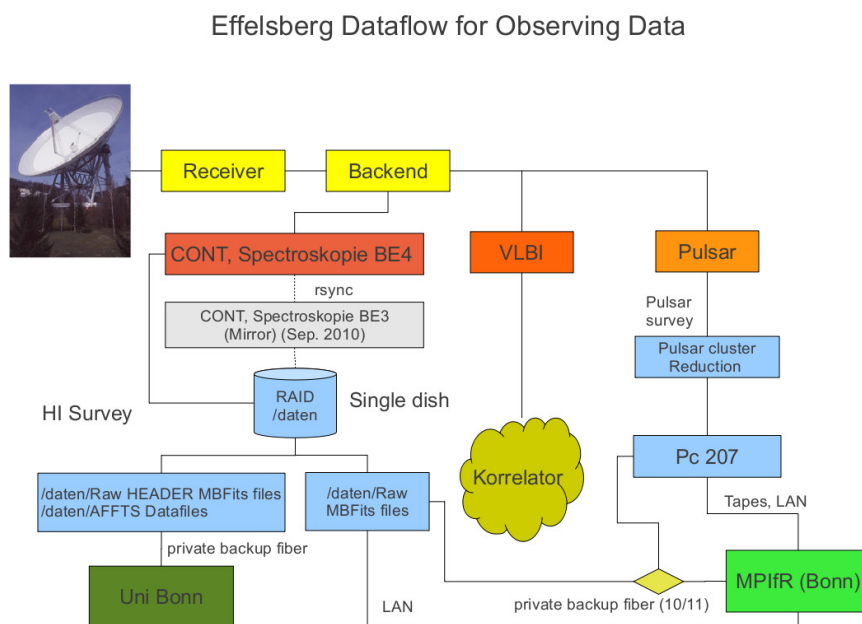 Effelsberg Dataflow for Observing Data
Receiver
Backend
CONT, Spectroskopie BE4
VLBI
Pulsar
rsync
Pulsar
survey
CONT, Spectroskopie BE3
(Mirror) (Sep. 2010)
Pulsar cluster
Reduction
RAID
/daten
Single dish
HI Survey
Korrelator
Pc 207
/daten/Raw HEADER MBFits files
/daten/AFFTS Datafiles
/daten/Raw
MBFits files
Tapes, LAN
private backup fiber
Uni Bonn
LAN
private backup fiber (10/11)
MPIfR (Bonn)